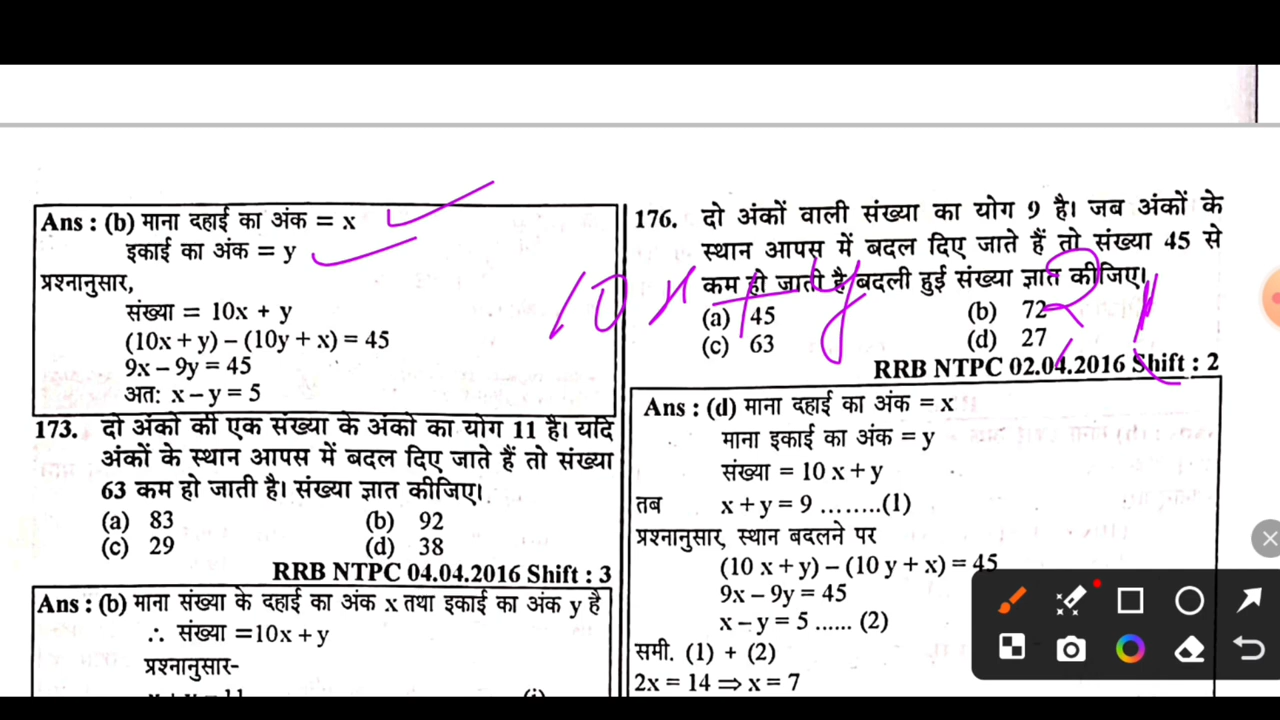 Ans : (b) माना दहाई का अंक = x
इकाई का अंक = y
प्रश्नानुसार,
संख्या = 10x + y
(10x + y) – (10y + x) = 45
9x – 9y = 45
अतः x – y = 5
173. दो अंको की एक संख्या के अंको का योग 11 है। यदि
अंकों के स्थान आपस में बदल दिए जाते हैं तो संख्या
63 कम हो जाती है। संख्या ज्ञात कीजिए।
(a) 83 (b) 92
(c) 29 (d) 38
RRB NTPC 04.04.2016 Shift : 3
Ans : (b) माना संख्या के दहाई का अंक x तथा इकाई का अंक y है
∴ संख्या =10x + y
प्रश्नानुसार-
176. दो अंकों वाली संख्या का योग 9 है। जब अंकों के
स्थान आपस में बदल दिए जाते हैं तो संख्या 45 से
कम हो जाती है बदली हुई संख्या ज्ञात कीजिए।
(a) 45 (b) 72
(c) 63 (d) 27
RRB NTPC 02.04.2016 Shift : 2
10x + y
Ans : (d) माना दहाई का अंक = x
माना इकाई का अंक = y
संख्या = 10 x + y
तब x + y = 9 ........(1)
प्रश्नानुसार, स्थान बदलने पर
(10 x + y) – (10 y + x) = 45
9x – 9y = 45
x – y = 5 ...... (2)
समी. (1) + (2)
2x = 14 ⇒ x = 7